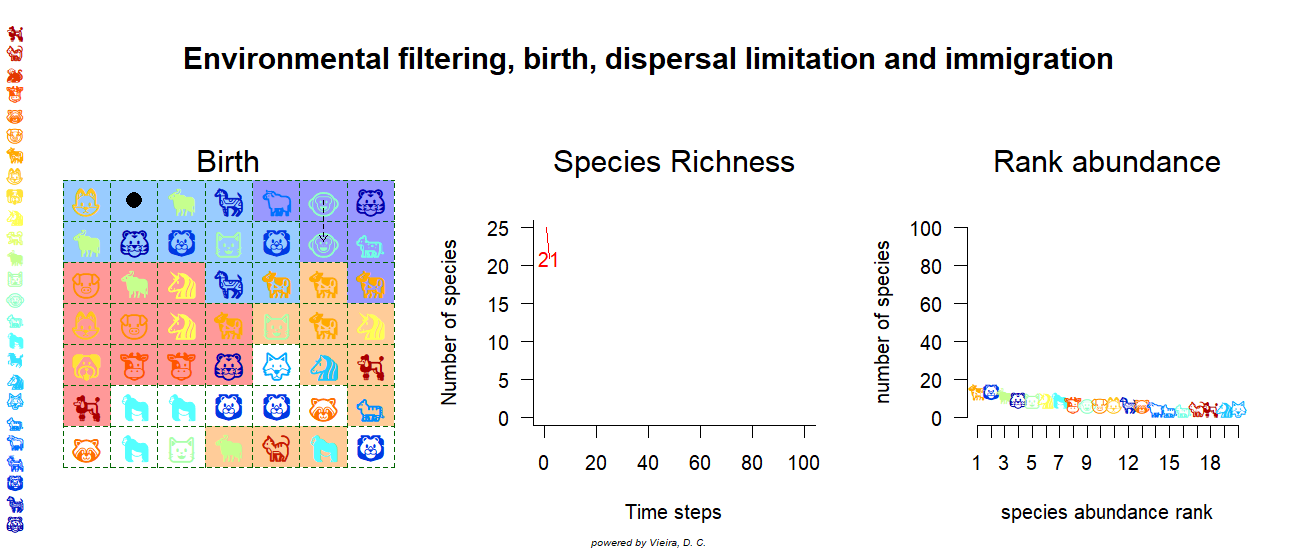 Environmental filtering, birth, dispersal limitation and immigration
Birth
Species Richness
Rank abundance
Number of species
25
20
15
10
5
0
21
0 20 40 60 80 100
Time steps
number of species
100
80
60
40
20
0
1 3 5 7 9 12 15 18
species abundance rank
powered by Vieira, D. C.